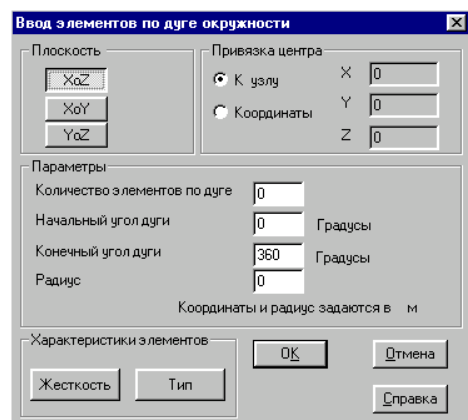 Ввод элементов по дуге окружности
Плоскость
XoZ
XoY
YoZ
Привязка центра
К узлу
Координаты
X 0
Y 0
Z 0
Параметры
Количество элементов по дуге 0
Начальный угол дуги 0 Градусы
Конечный угол дуги 360 Градусы
Радиус 0
Координаты и радиус задаются в м
Характеристики элементов
Жесткость Тип
OK
Отмена
Справка